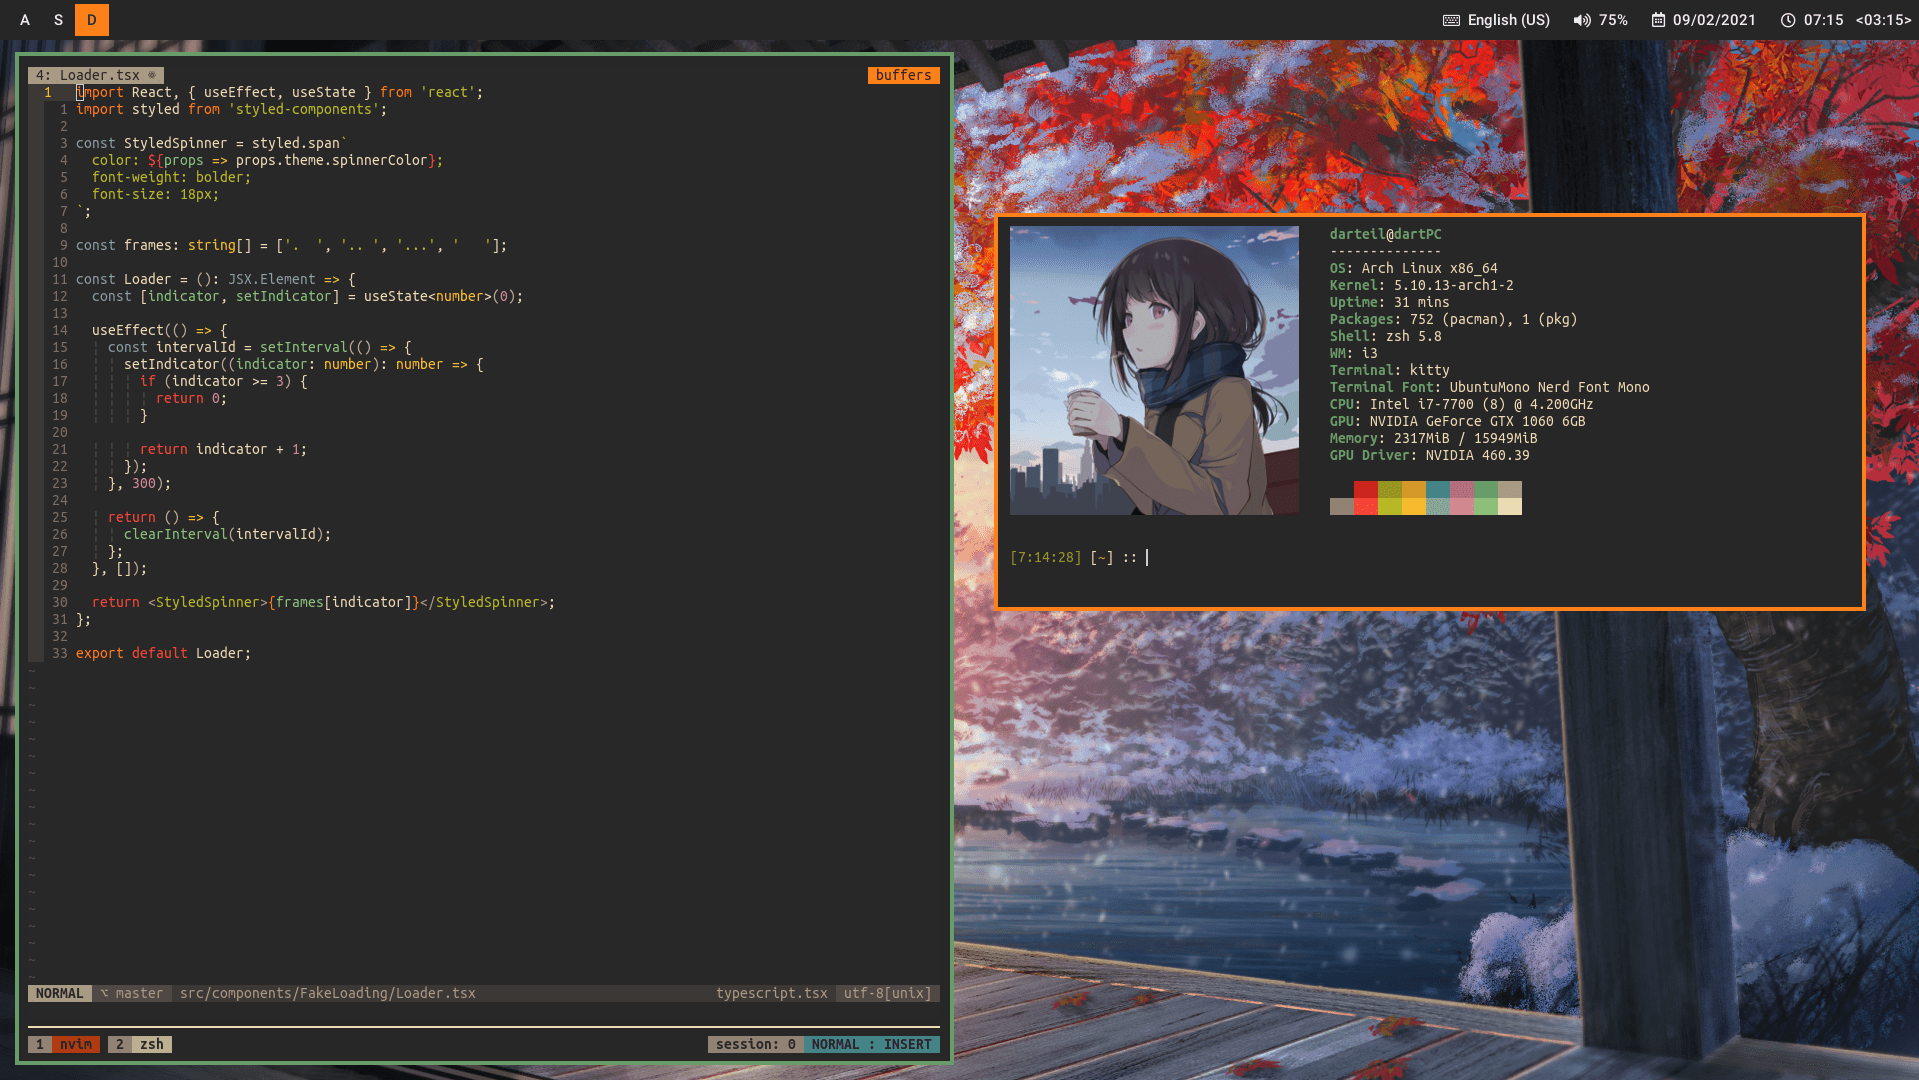 A S D English (US) 75% 09/02/2021 07:15 <03:15>
4: Loader.tsx buffers
1 import React, { useEffect, useState } from 'react';
1 import styled from 'styled-components';
2
3 const StyledSpinner = styled.span`
4 color: ${props => props.theme.spinnerColor};
5 font-weight: bolder;
6 font-size: 18px;
7 `;
8
9 const frames: string[] = ['.  ', '.. ', '...', '   '];
10
11 const Loader = (): JSX.Element => {
12 const [indicator, setIndicator] = useState<number>(0);
13
14 useEffect(() => {
15 const intervalId = setInterval(() => {
16 setIndicator((indicator: number): number => {
17 if (indicator >= 3) {
18 return 0;
19 }
20
21 return indicator + 1;
22 });
23 }, 300);
24
25 return () => {
26 clearInterval(intervalId);
27 };
28 }, []);
29
30 return <StyledSpinner>{frames[indicator]}</StyledSpinner>;
31 };
32
33 export default Loader;
NORMAL master src/components/FakeLoading/Loader.tsx typescript.tsx utf-8[unix]
1 nvim 2 zsh session: 0 NORMAL : INSERT
darteil@dartPC
--------------
OS: Arch Linux x86_64
Kernel: 5.10.13-arch1-2
Uptime: 31 mins
Packages: 752 (pacman), 1 (pkg)
Shell: zsh 5.8
WM: i3
Terminal: kitty
Terminal Font: UbuntuMono Nerd Font Mono
CPU: Intel i7-7700 (8) @ 4.200GHz
GPU: NVIDIA GeForce GTX 1060 6GB
Memory: 2317MiB / 15949MiB
GPU Driver: NVIDIA 460.39
[7:14:28] [~] ::